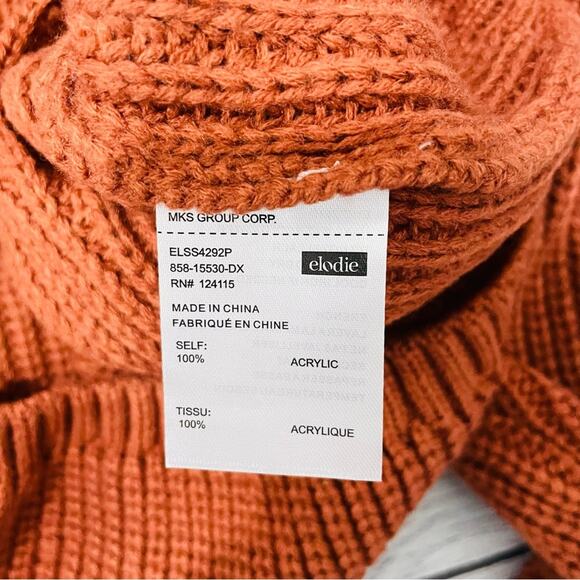 MKS GROUP CORP.
ELSS4292P
858-15530-DX
RN# 124115
elodie
MADE IN CHINA
FABRIQUÉ EN CHINE
SELF:
100% ACRYLIC
TISSU:
100% ACRYLIQUE